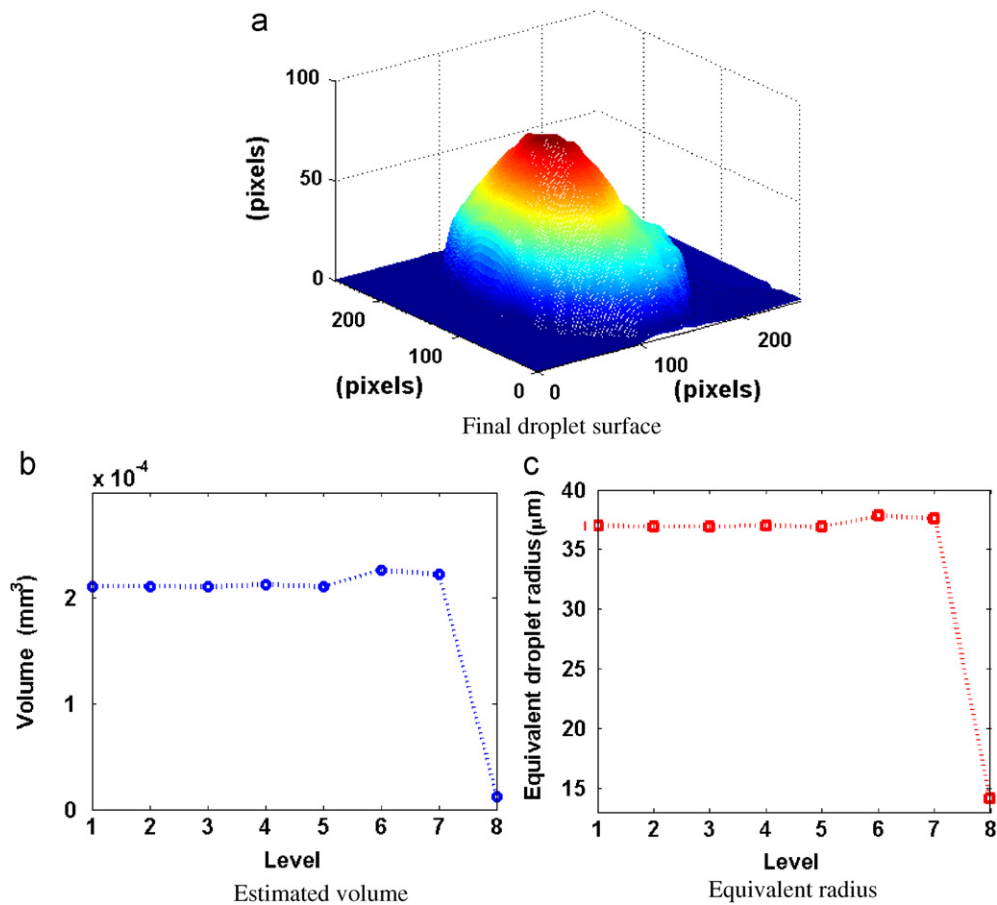 a
100
50
0
(pixels)
200
100
0
(pixels)
0
100
200
(pixels)
Final droplet surface
b
x 10⁻⁴
2
1
0
Volume (mm³)
1 2 3 4 5 6 7 8
Level
Estimated volume
c
40
35
30
25
20
15
Equivalent droplet radius(μm)
1 2 3 4 5 6 7 8
Level
Equivalent radius